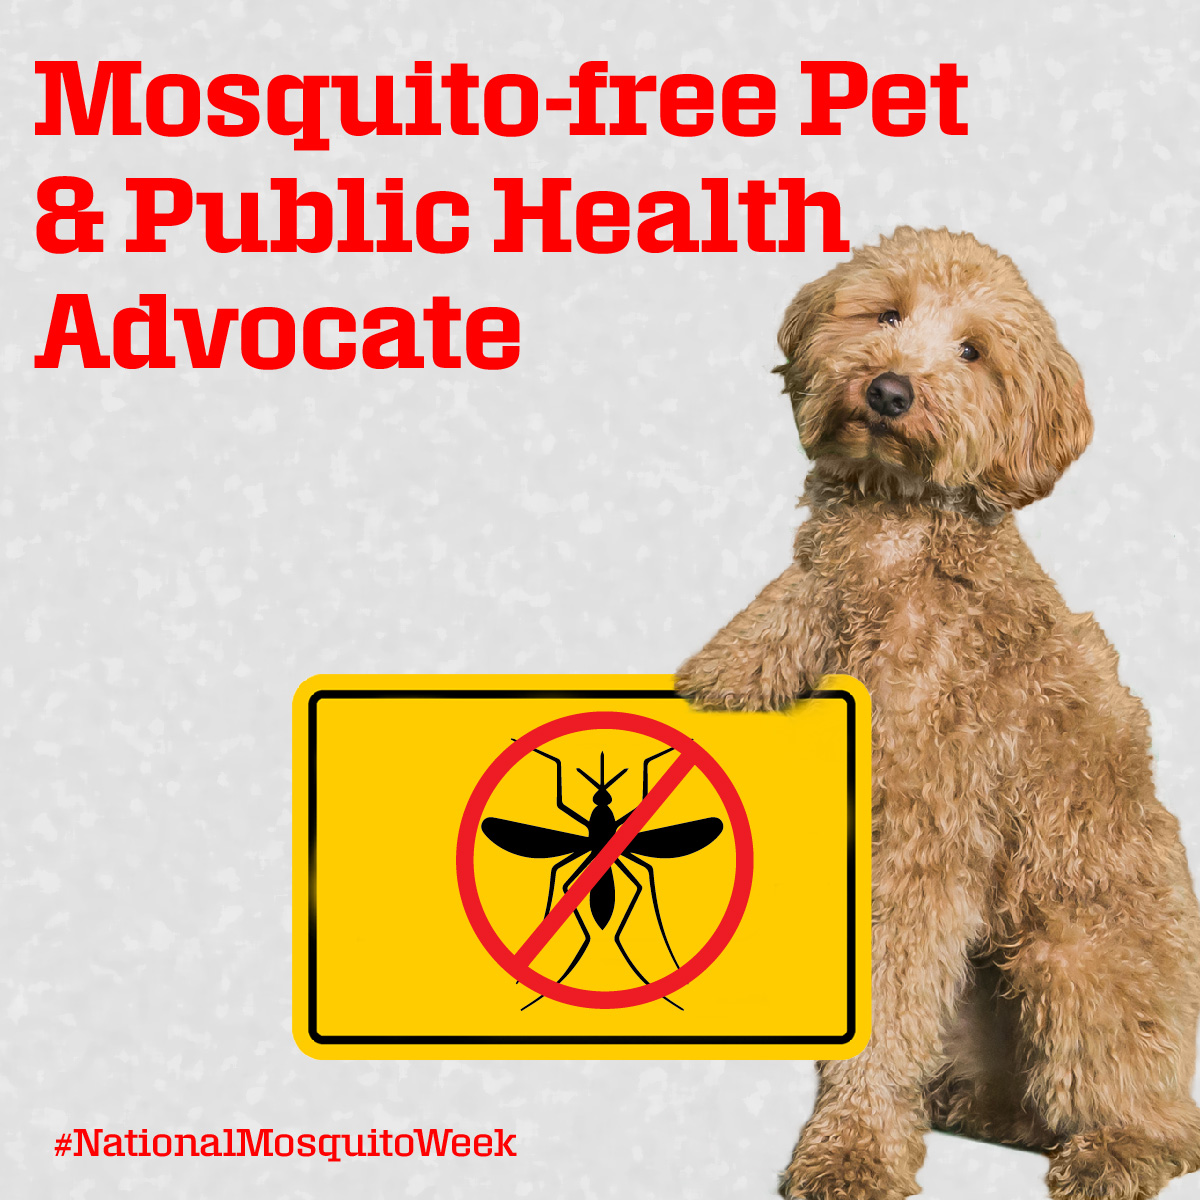 Mosquito-free Pet
& Public Health
Advocate
#NationalMosquitoWeek